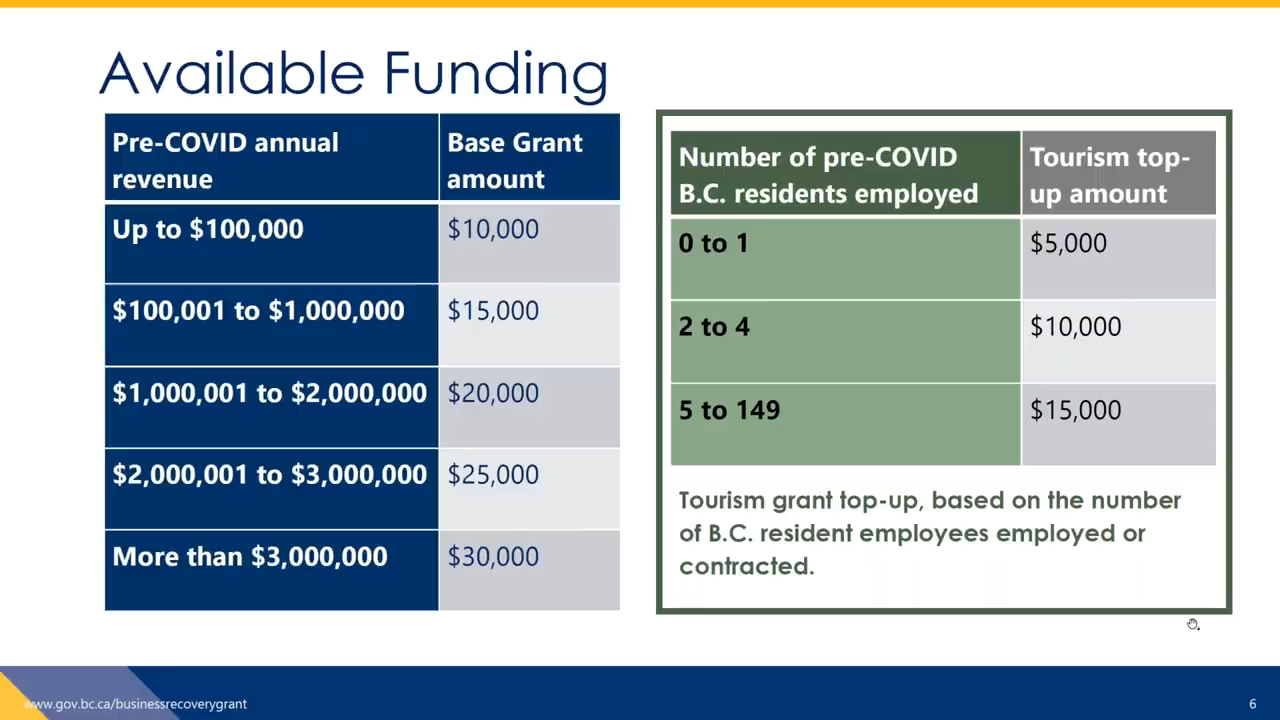 Available Funding
Pre-COVID annual
revenue
Base Grant
amount
Up to $100,000
$10,000
$100,001 to $1,000,000
$15,000
$1,000,001 to $2,000,000
$20,000
$2,000,001 to $3,000,000
$25,000
More than $3,000,000
$30,000
Number of pre-COVID
B.C. residents employed
Tourism top-
up amount
0 to 1
$5,000
2 to 4
$10,000
5 to 149
$15,000
Tourism grant top-up, based on the number
of B.C. resident employees employed or
contracted.
www.gov.bc.ca/businessrecoverygrant
6